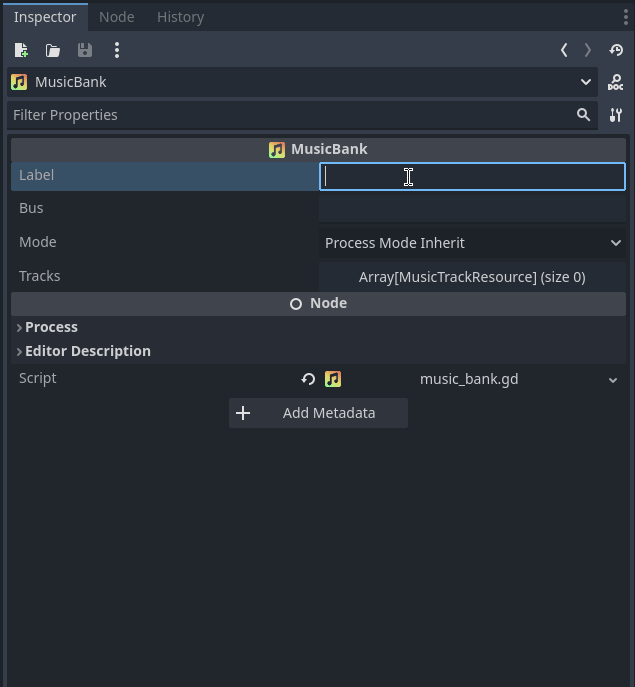 Inspector Node History
MusicBank
DOC
Filter Properties
MusicBank
Label
Bus
Mode Process Mode Inherit
Tracks Array[MusicTrackResource] (size 0)
Node
Process
Editor Description
Script music_bank.gd
Add Metadata